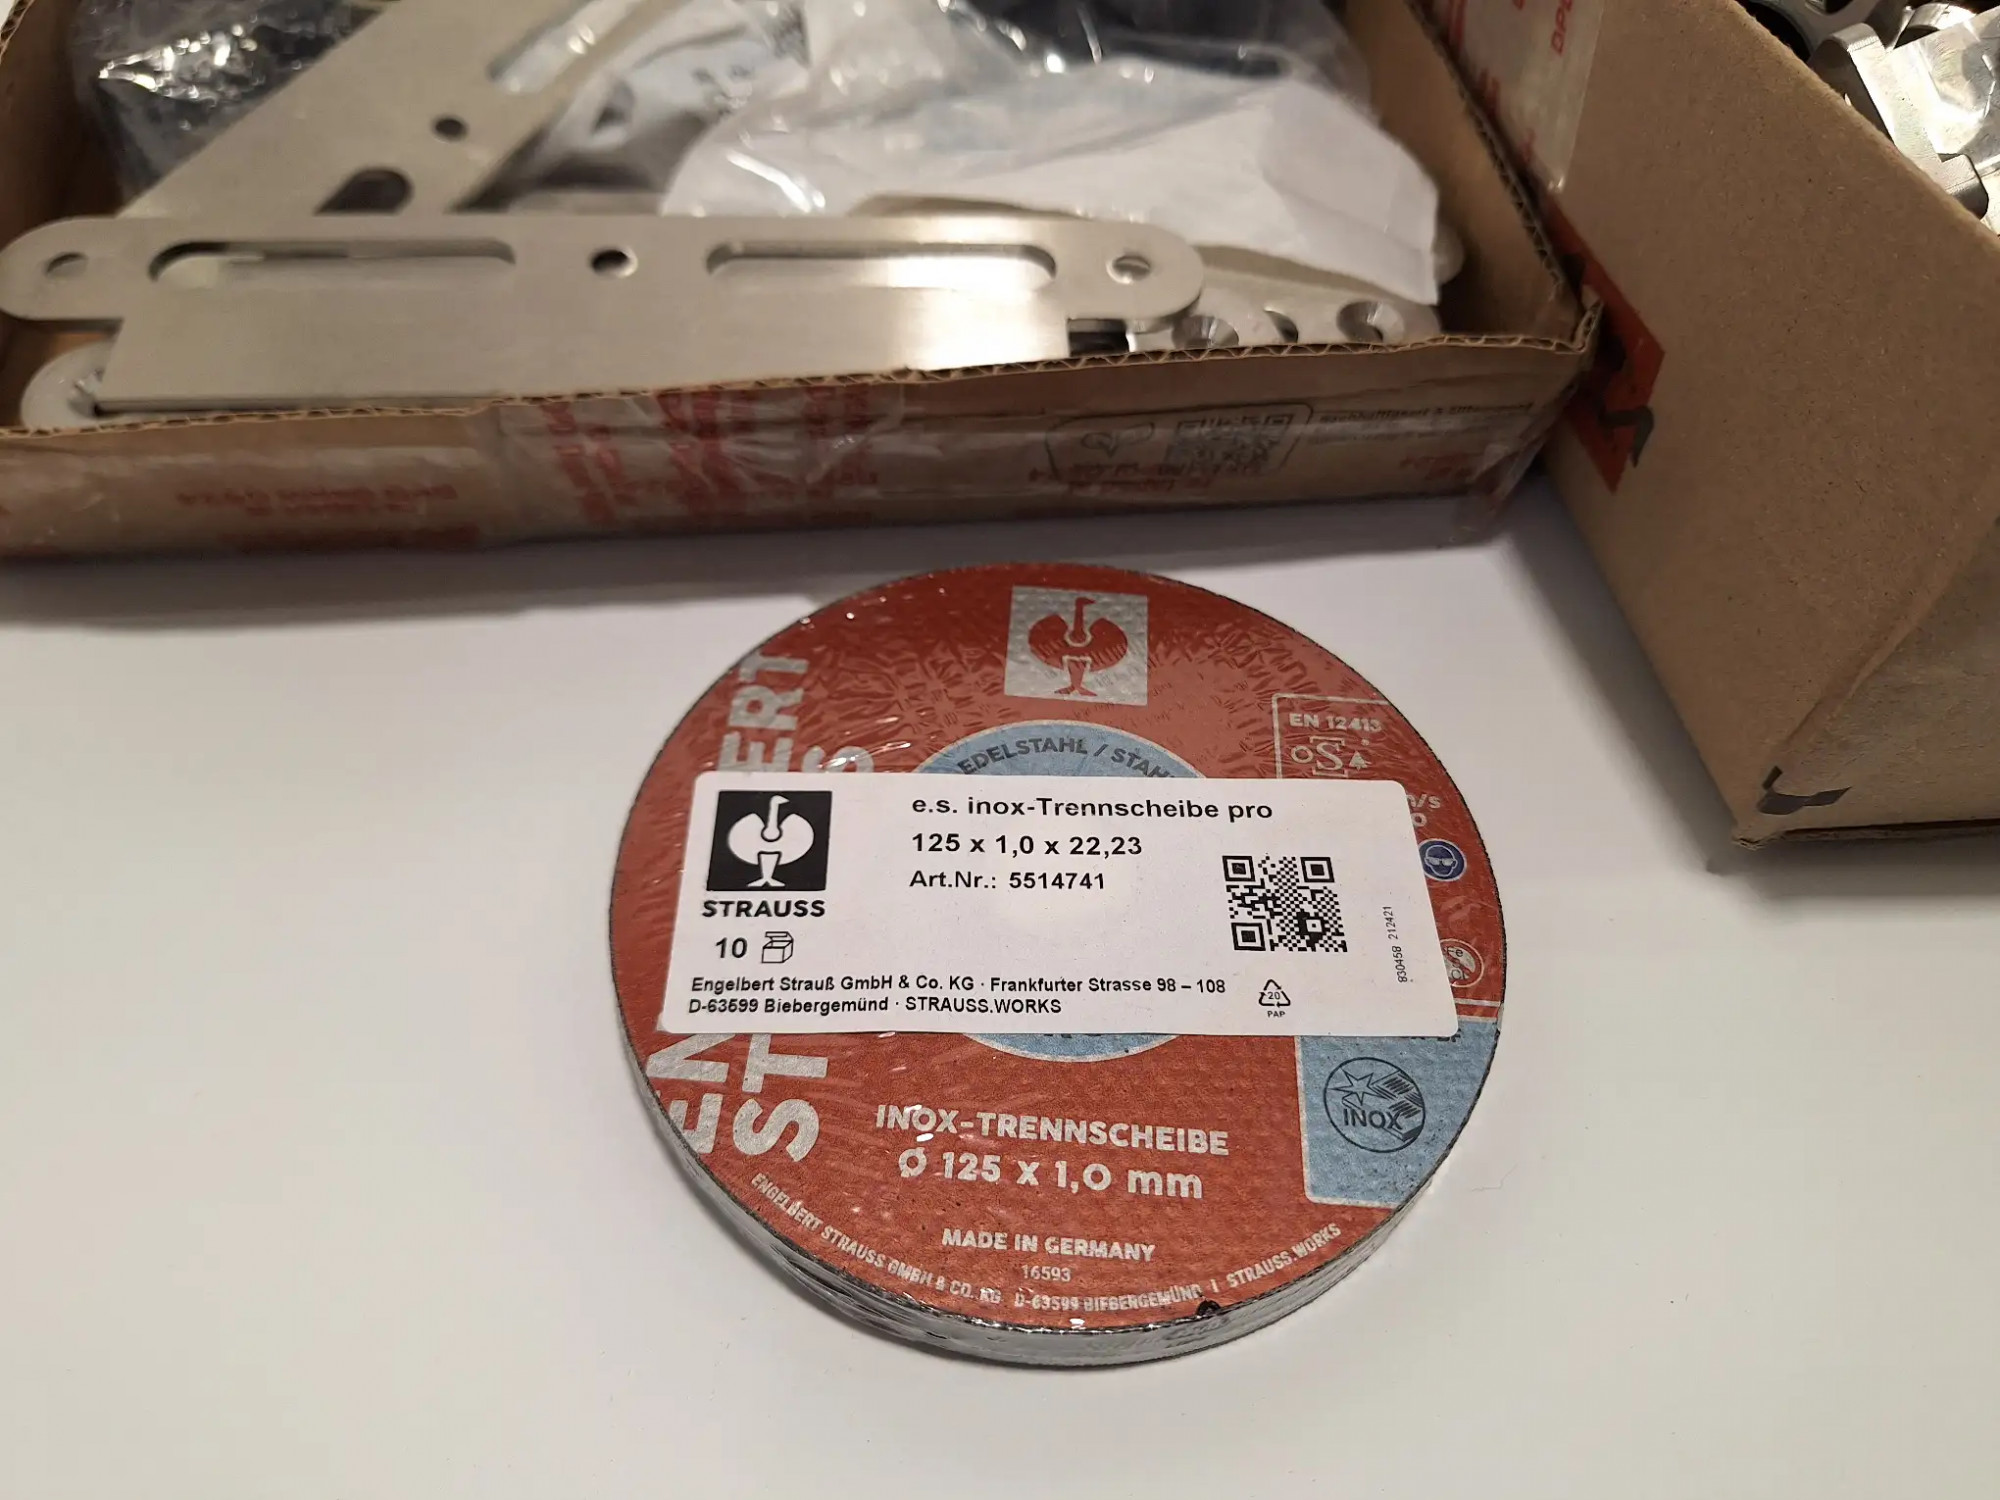 EN 12413
oSA
EDELSTAHL / STAH
e.s. inox-Trennscheibe pro
125 x 1,0 x 22,23
Art.Nr.: 5514741
STRAUSS
10
Engelbert Strauß GmbH & Co. KG · Frankfurter Strasse 98 – 108
D-63599 Biebergemünd · STRAUSS.WORKS
20
PAP
830458 212421
INOX
INOX-TRENNSCHEIBE
Ø 125 x 1,0 mm
MADE IN GERMANY
16593
ENGELBERT STRAUSS GMBH & CO. KG D-63599 BIEBERGEMÜND | STRAUSS.WORKS